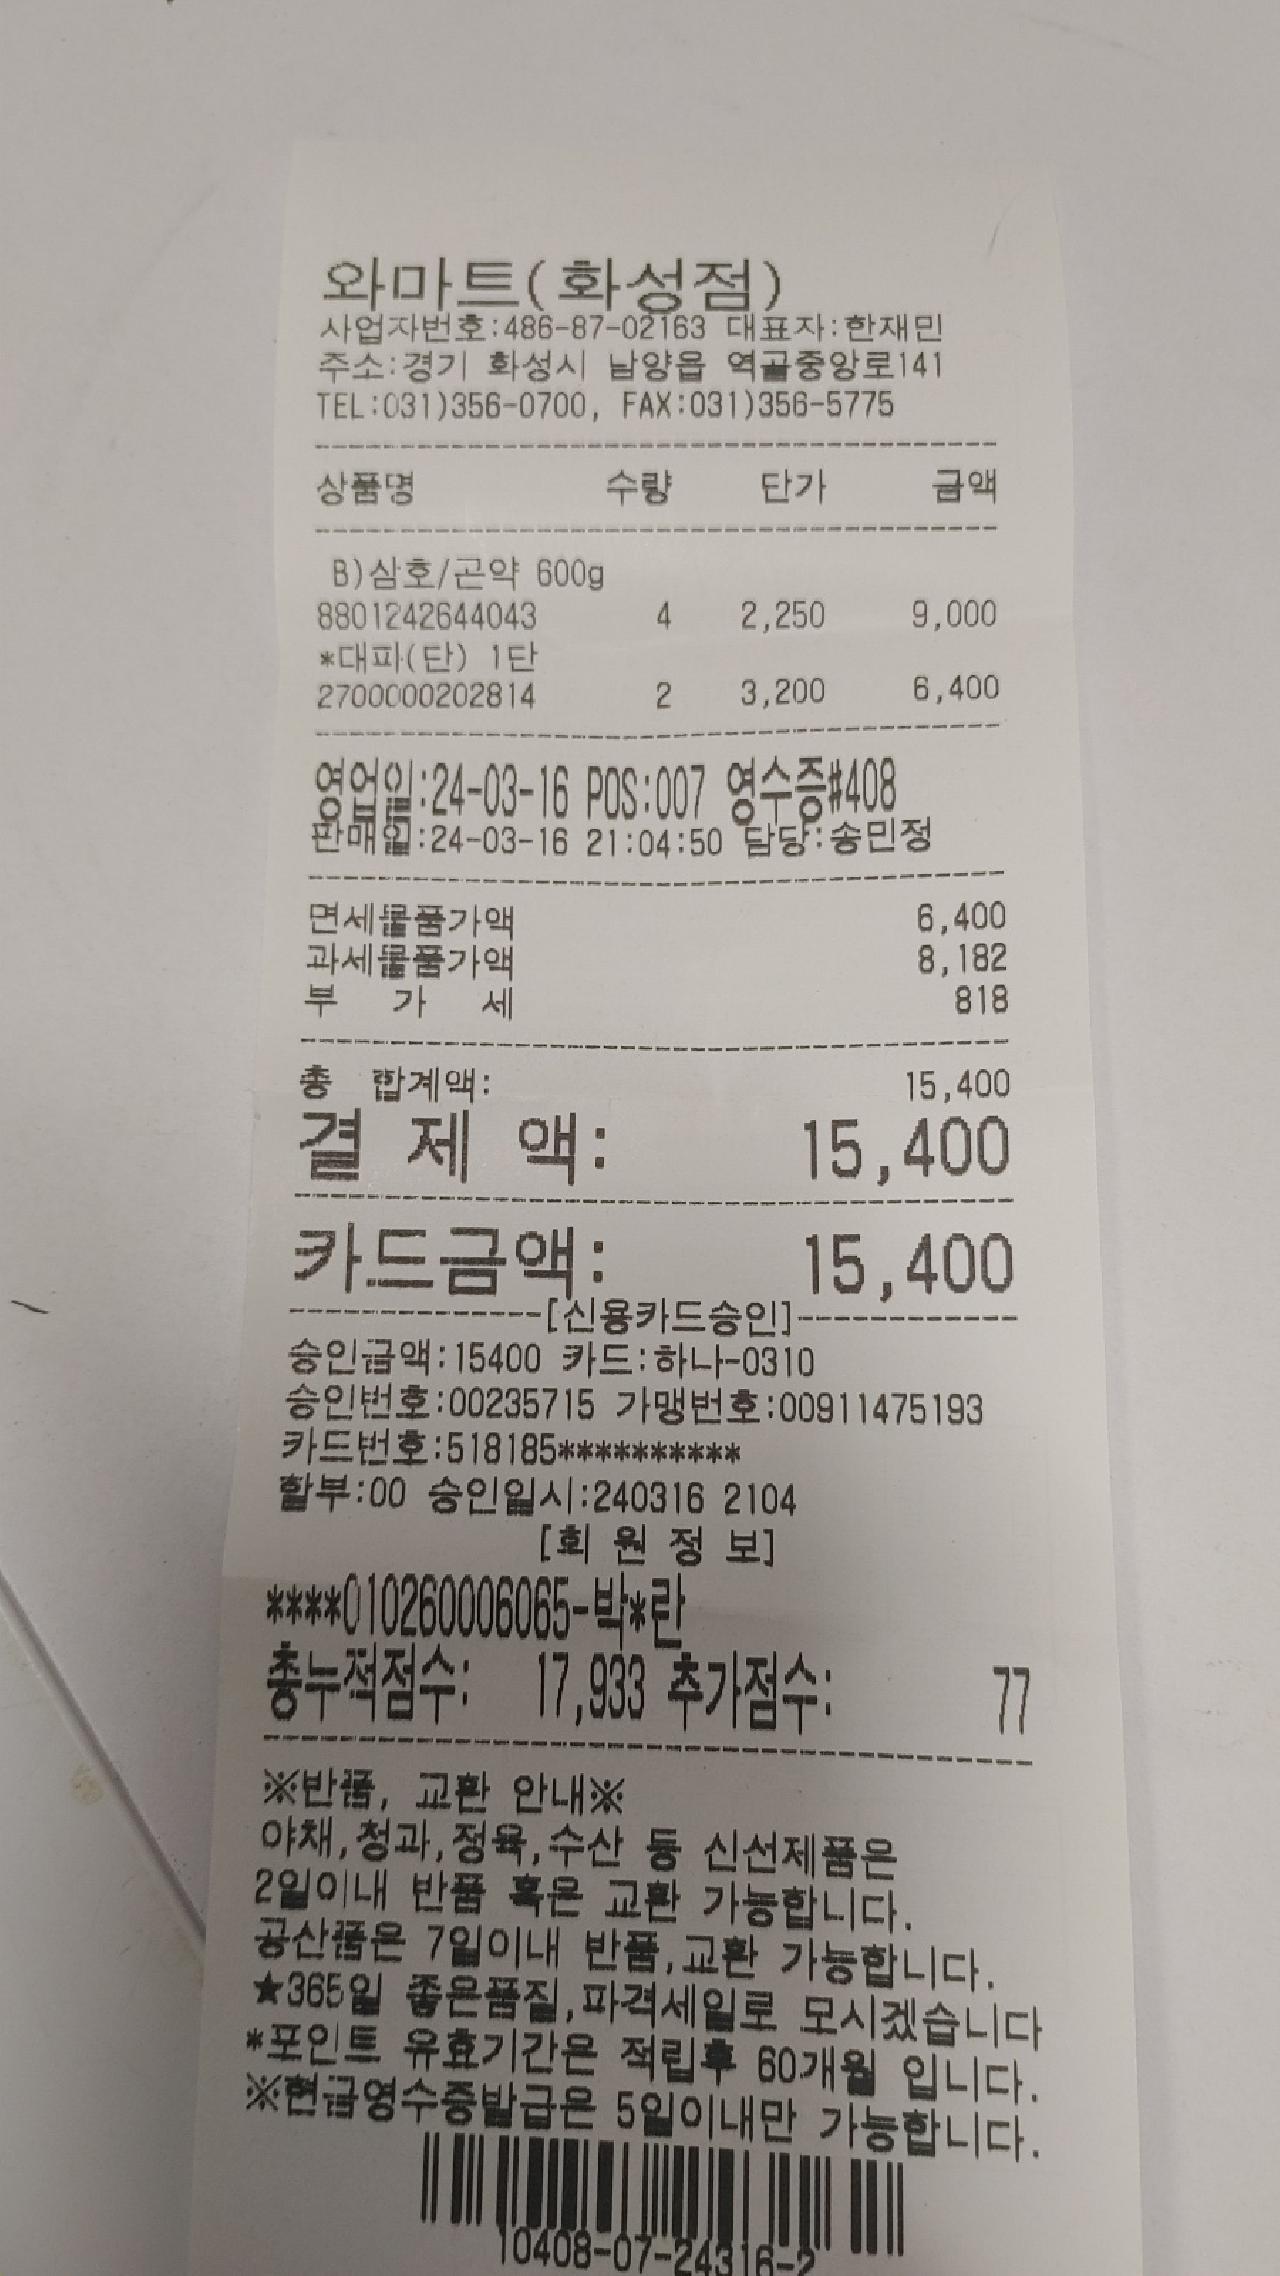 와마트(화성점)
사업자번호:486-87-02163 대표자:한재민
주소:경기 화성시 남양읍 역골중앙로141
TEL:031)356-0700, FAX:031)356-5775
상품명 수량 단가 금액
B)삼호/곤약 600g
8801242644043 4 2,250 9,000
*대파(단) 1단
2700000202814 2 3,200 6,400
영업일:24-03-16 POS:007 영수증#408
판매일:24-03-16 21:04:50 담당:송민정
면세물품가액 6,400
과세물품가액 8,182
부 가 세 818
총 합계액: 15,400
결 제 액: 15,400
카드금액: 15,400
------------[신용카드승인]------------
승인금액:15400 카드:하나-0310
승인번호:00235715 가맹번호:00911475193
카드번호:518185**********
할부:00 승인일시:240316 2104
[회 원 정 보]
****010260006065-박*란
총누적점수: 17,933 추가점수: 77
※반품, 교환 안내※
야채,청과,정육,수산 등 신선제품은
2일이내 반품 혹은 교환 가능합니다.
공산품은 7일이내 반품,교환 가능합니다.
★365일 좋은품질,파격세일로 모시겠습니다
*포인트 유효기간은 적립후 60개월 입니다.
※현금영수증발급은 5일이내만 가능합니다.
10408-07-24316-2